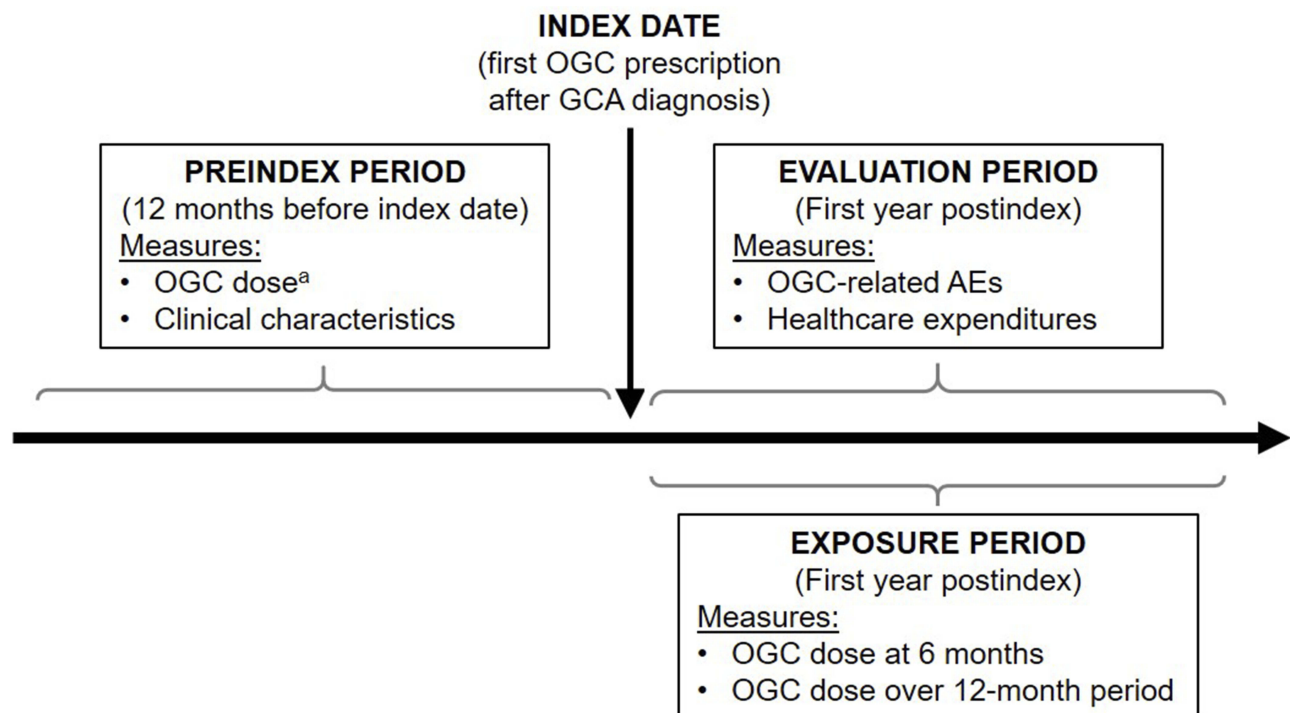 INDEX DATE
(first OGC prescription
after GCA diagnosis)
PREINDEX PERIOD
(12 months before index date)
Measures:
• OGC doseᵃ
• Clinical characteristics
EVALUATION PERIOD
(First year postindex)
Measures:
• OGC-related AEs
• Healthcare expenditures
EXPOSURE PERIOD
(First year postindex)
Measures:
• OGC dose at 6 months
• OGC dose over 12-month period